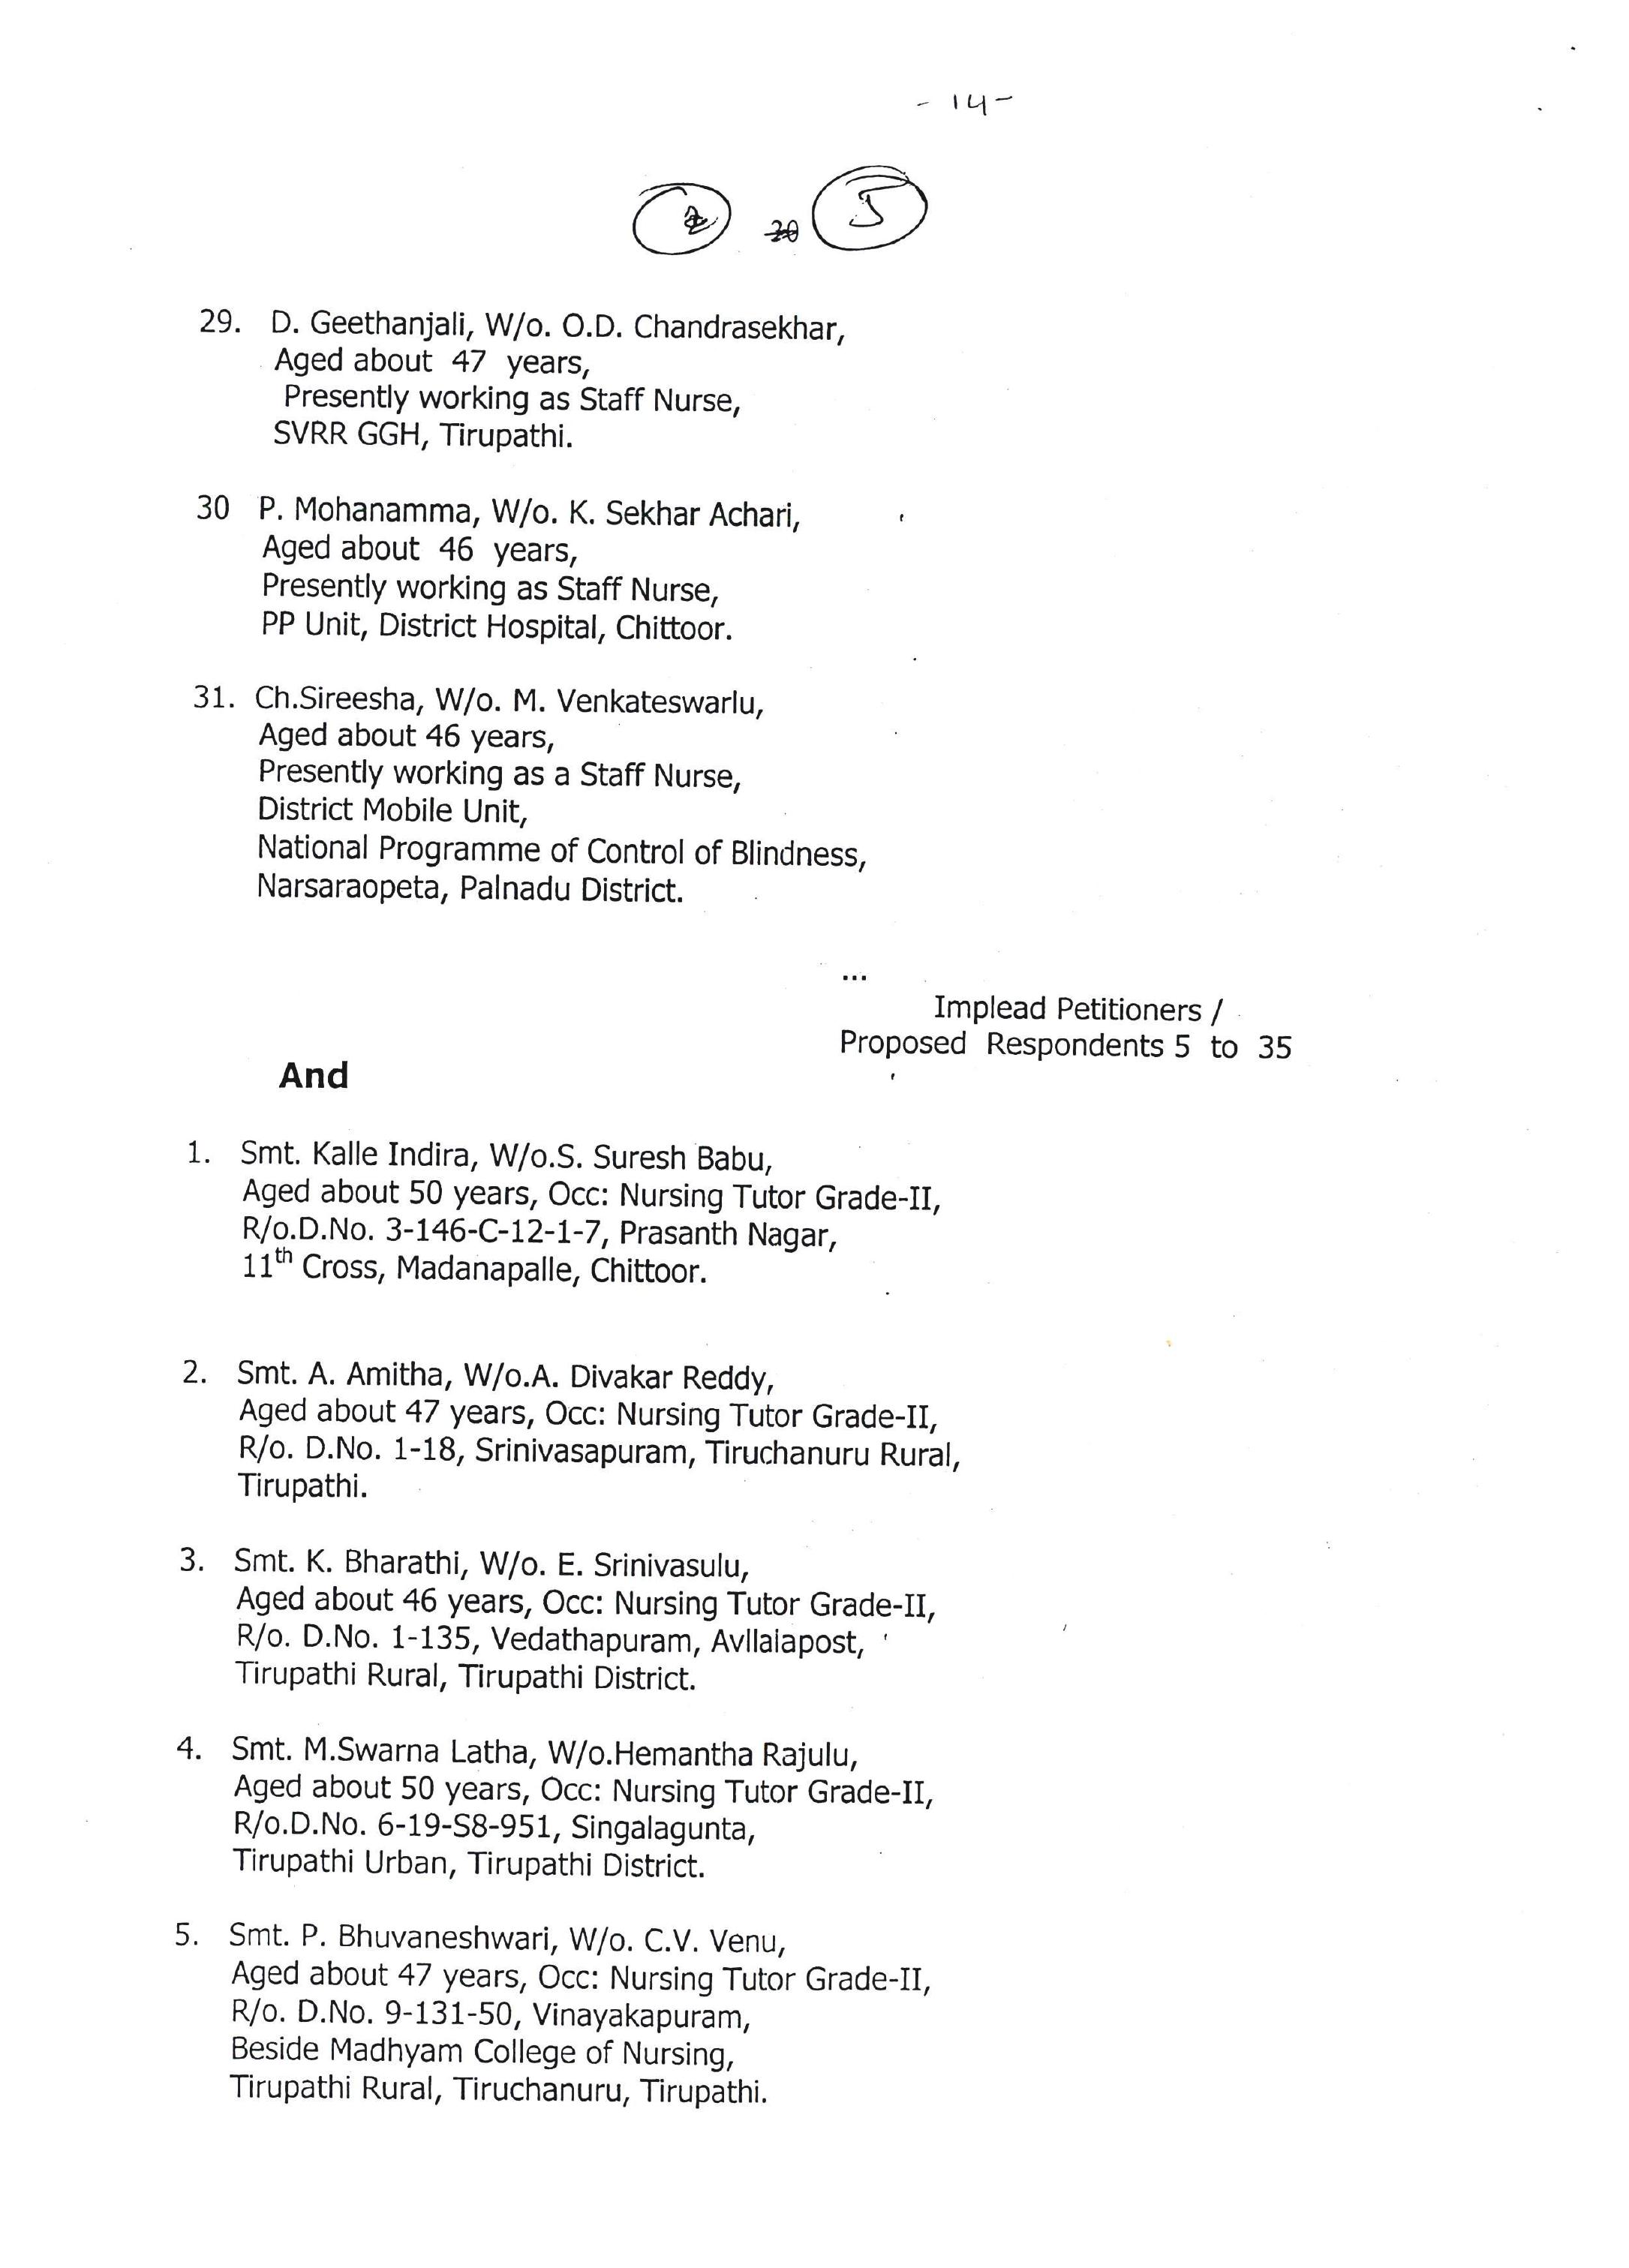 - 14 -
5
29. D. Geethanjali, W/o. O.D. Chandrasekhar,
Aged about 47 years,
Presently working as Staff Nurse,
SVRR GGH, Tirupathi.
30 P. Mohanamma, W/o. K. Sekhar Achari,
Aged about 46 years,
Presently working as Staff Nurse,
PP Unit, District Hospital, Chittoor.
31. Ch.Sireesha, W/o. M. Venkateswarlu,
Aged about 46 years,
Presently working as a Staff Nurse,
District Mobile Unit,
National Programme of Control of Blindness,
Narsaraopeta, Palnadu District.
...
Implead Petitioners /
Proposed Respondents 5 to 35
And
1. Smt. Kalle Indira, W/o.S. Suresh Babu,
Aged about 50 years, Occ: Nursing Tutor Grade-II,
R/o.D.No. 3-146-C-12-1-7, Prasanth Nagar,
11th Cross, Madanapalle, Chittoor.
2. Smt. A. Amitha, W/o.A. Divakar Reddy,
Aged about 47 years, Occ: Nursing Tutor Grade-II,
R/o. D.No. 1-18, Srinivasapuram, Tiruchanuru Rural,
Tirupathi.
3. Smt. K. Bharathi, W/o. E. Srinivasulu,
Aged about 46 years, Occ: Nursing Tutor Grade-II,
R/o. D.No. 1-135, Vedathapuram, Avllalapost,
Tirupathi Rural, Tirupathi District.
4. Smt. M.Swarna Latha, W/o.Hemantha Rajulu,
Aged about 50 years, Occ: Nursing Tutor Grade-II,
R/o.D.No. 6-19-S8-951, Singalagunta,
Tirupathi Urban, Tirupathi District.
5. Smt. P. Bhuvaneshwari, W/o. C.V. Venu,
Aged about 47 years, Occ: Nursing Tutor Grade-II,
R/o. D.No. 9-131-50, Vinayakapuram,
Beside Madhyam College of Nursing,
Tirupathi Rural, Tiruchanuru, Tirupathi.